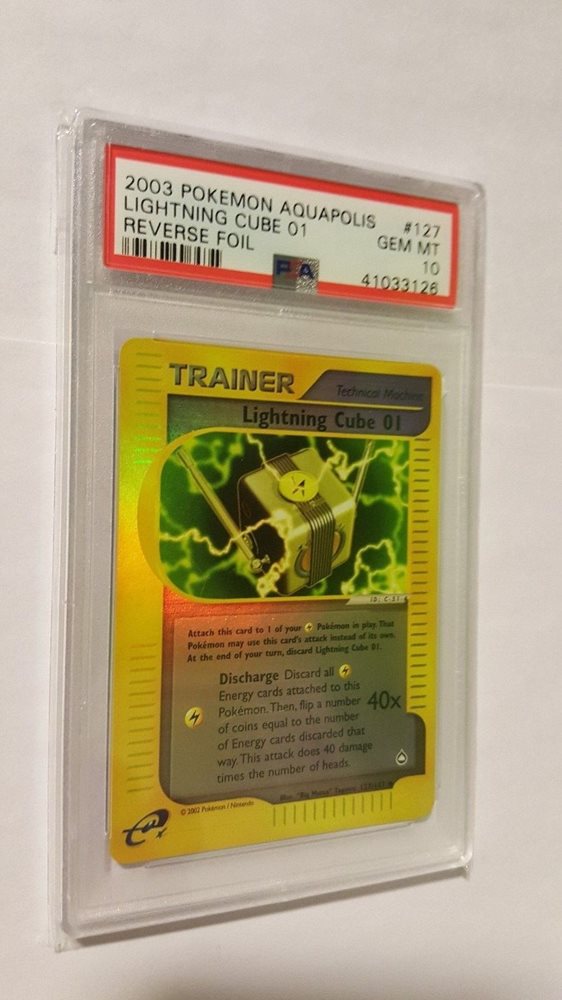 2003 POKEMON AQUAPOLIS #127
LIGHTNING CUBE 01 GEM MT
REVERSE FOIL 10
41033126
TRAINER
Technical Machine
Lightning Cube 01
Attach this card to 1 of your Pokémon in play. That
Pokémon may use this card's attack instead of its own.
At the end of your turn, discard Lightning Cube 01.
Discharge Discard all
Energy cards attached to this
Pokémon. Then, flip a number
of coins equal to the number
of Energy cards discarded that
way. This attack does 40 damage
times the number of heads.
40x
Illus. "Big Mama" Tagawa
© 2002 Pokémon / Nintendo
e